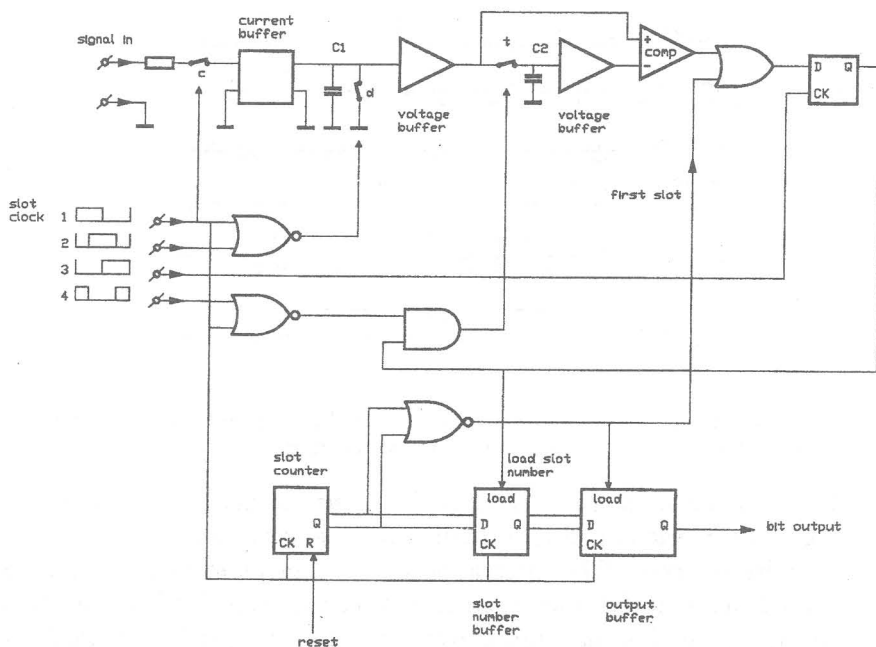 signal in
current
buffer
C1
t
C2
+
comp
-
D Q
CK
c
d
voltage
buffer
voltage
buffer
first slot
slot
clock
1
2
3
4
slot
counter
load slot
number
Q
CK R
load
D Q
CK
load
D Q
CK
bit output
slot
number
buffer
output
buffer
reset